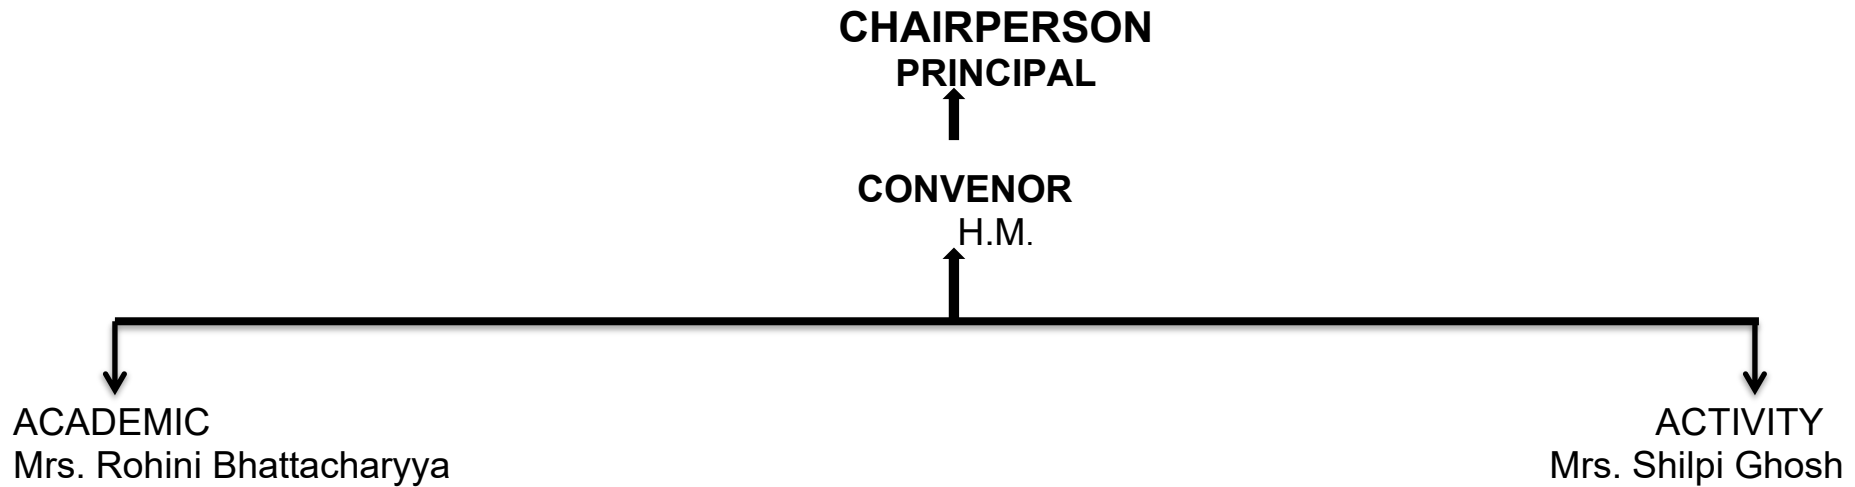 CHAIRPERSON
PRINCIPAL
CONVENOR
H.M.
ACADEMIC
Mrs. Rohini Bhattacharyya
ACTIVITY
Mrs. Shilpi Ghosh